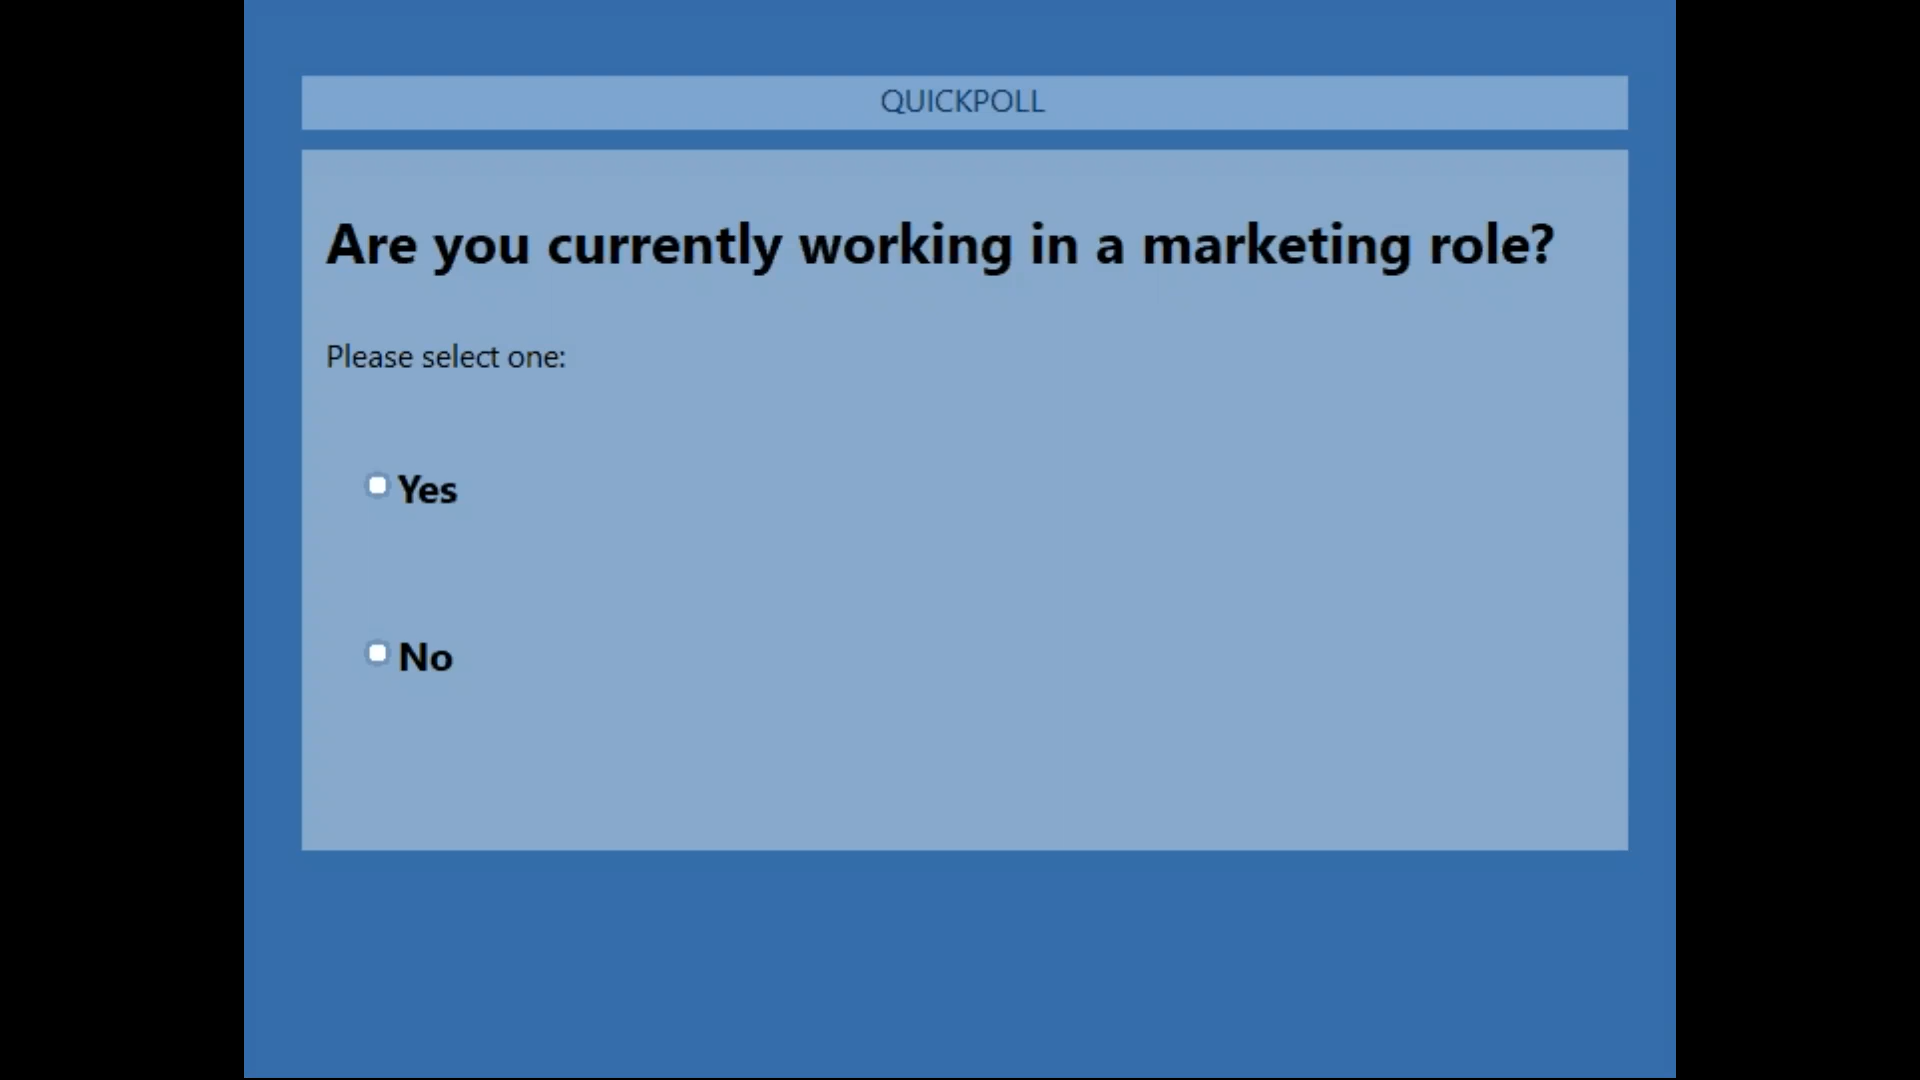 QUICKPOLL
Are you currently working in a marketing role?
Please select one:
Yes
No